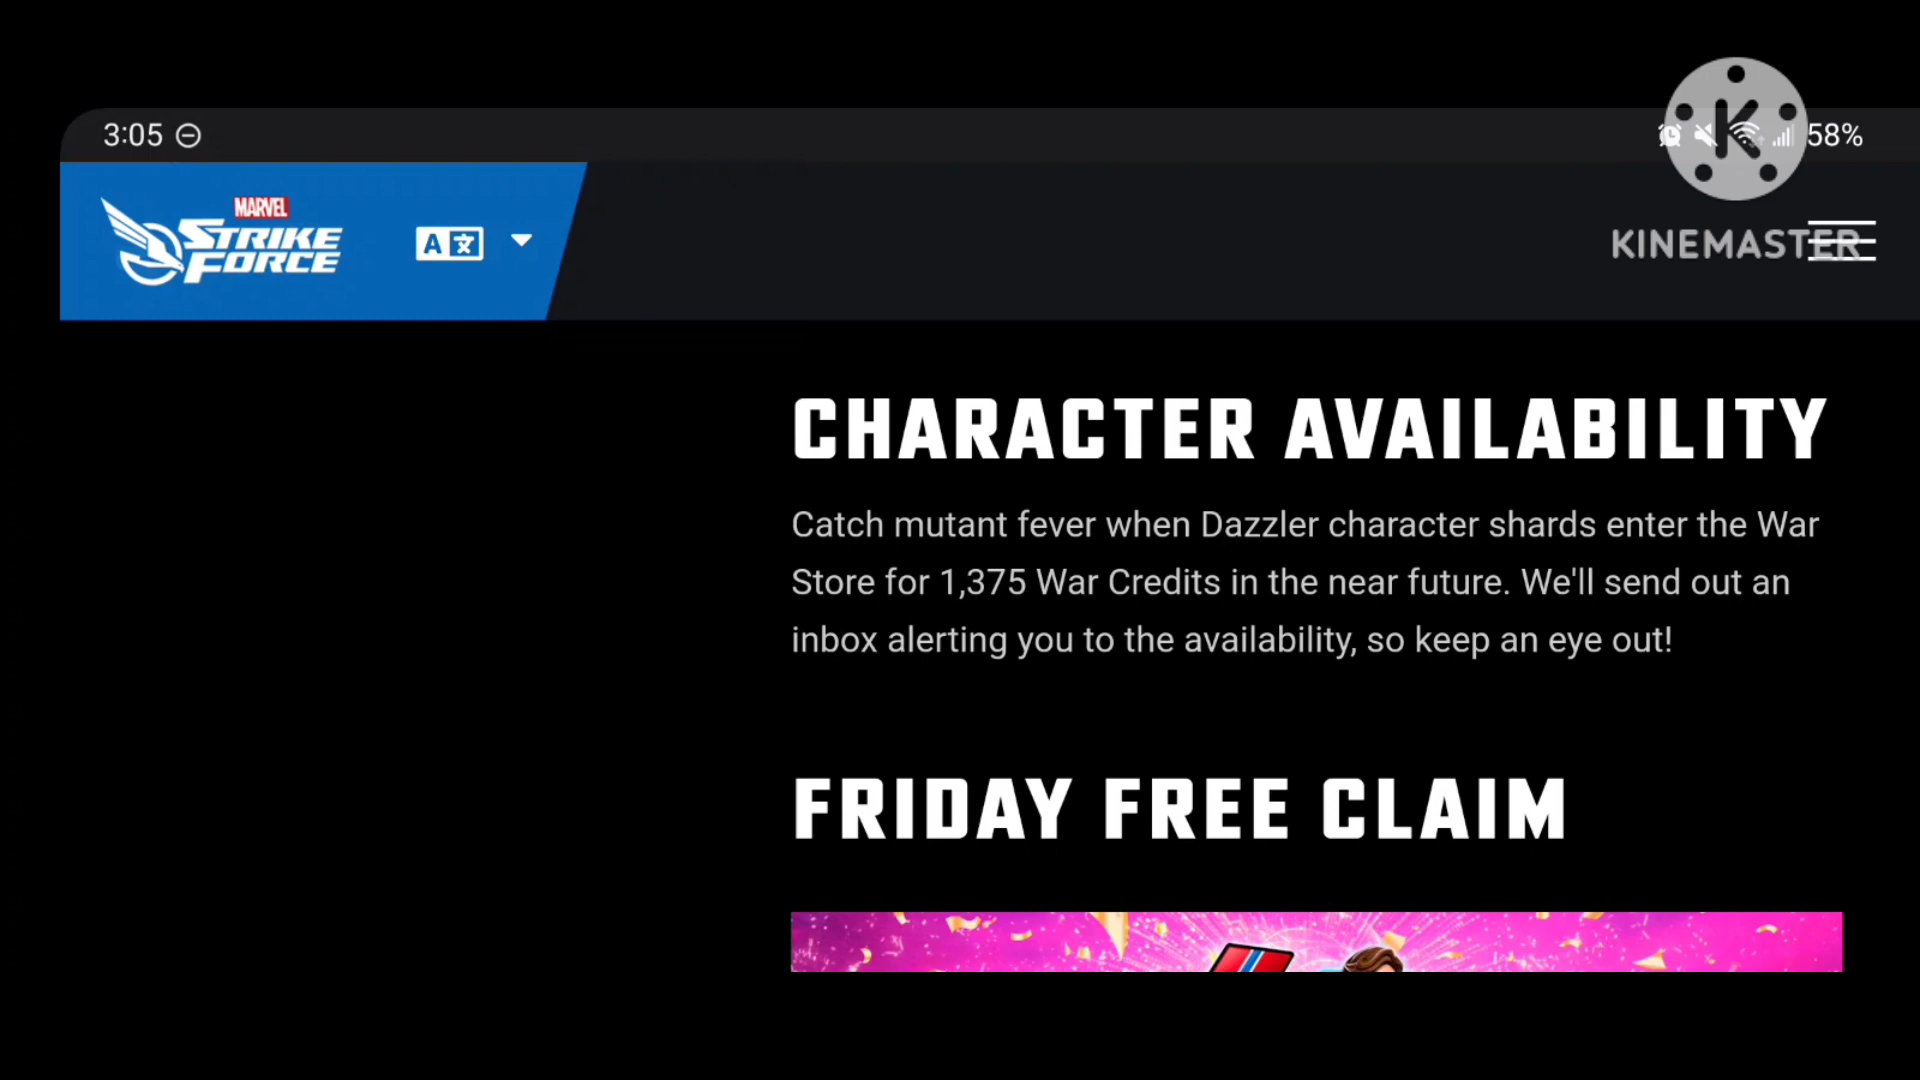 3:05
58%
MARVEL
STRIKE
FORCE
A 文
KINEMASTER
CHARACTER AVAILABILITY
Catch mutant fever when Dazzler character shards enter the War
Store for 1,375 War Credits in the near future. We'll send out an
inbox alerting you to the availability, so keep an eye out!
FRIDAY FREE CLAIM